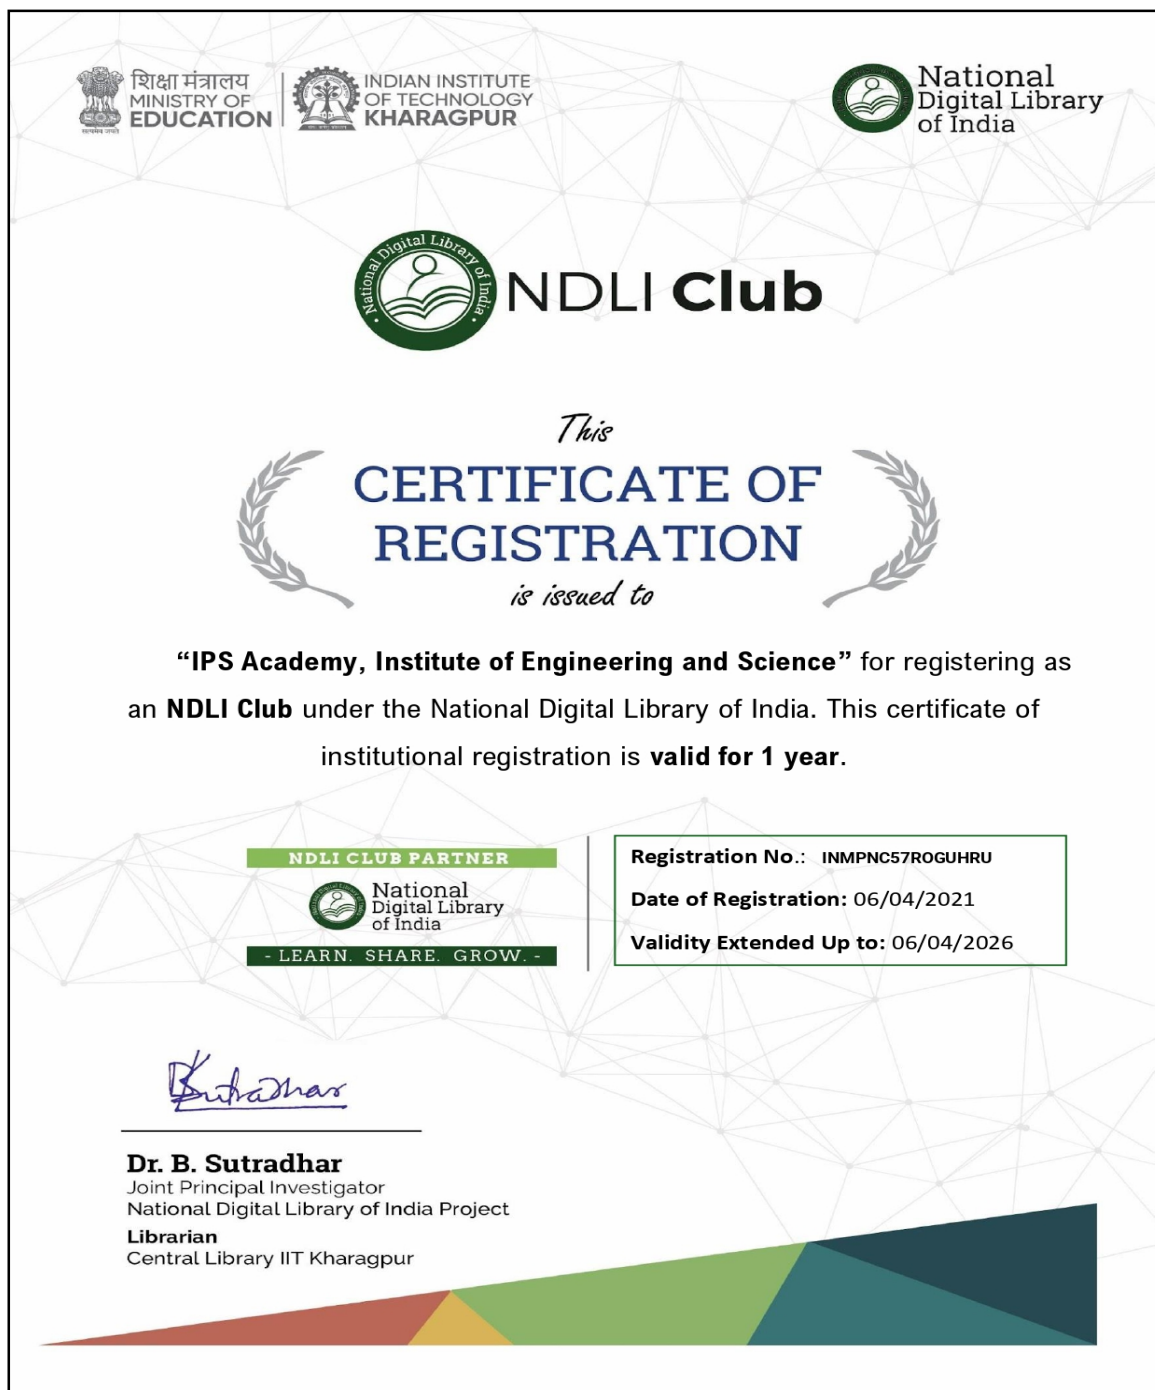 शिक्षा मंत्रालय
MINISTRY OF
EDUCATION
सत्यमेव जयते
INDIAN INSTITUTE
OF TECHNOLOGY
KHARAGPUR
National
Digital Library
of India
National Digital Library of India
NDLI Club
This
CERTIFICATE OF
REGISTRATION
is issued to
“IPS Academy, Institute of Engineering and Science” for registering as
an NDLI Club under the National Digital Library of India. This certificate of
institutional registration is valid for 1 year.
NDLI CLUB PARTNER
National
Digital Library
of India
- LEARN. SHARE. GROW. -
Registration No.: INMPNC57ROGUHRU
Date of Registration: 06/04/2021
Validity Extended Up to: 06/04/2026
BSutradhar
Dr. B. Sutradhar
Joint Principal Investigator
National Digital Library of India Project
Librarian
Central Library IIT Kharagpur